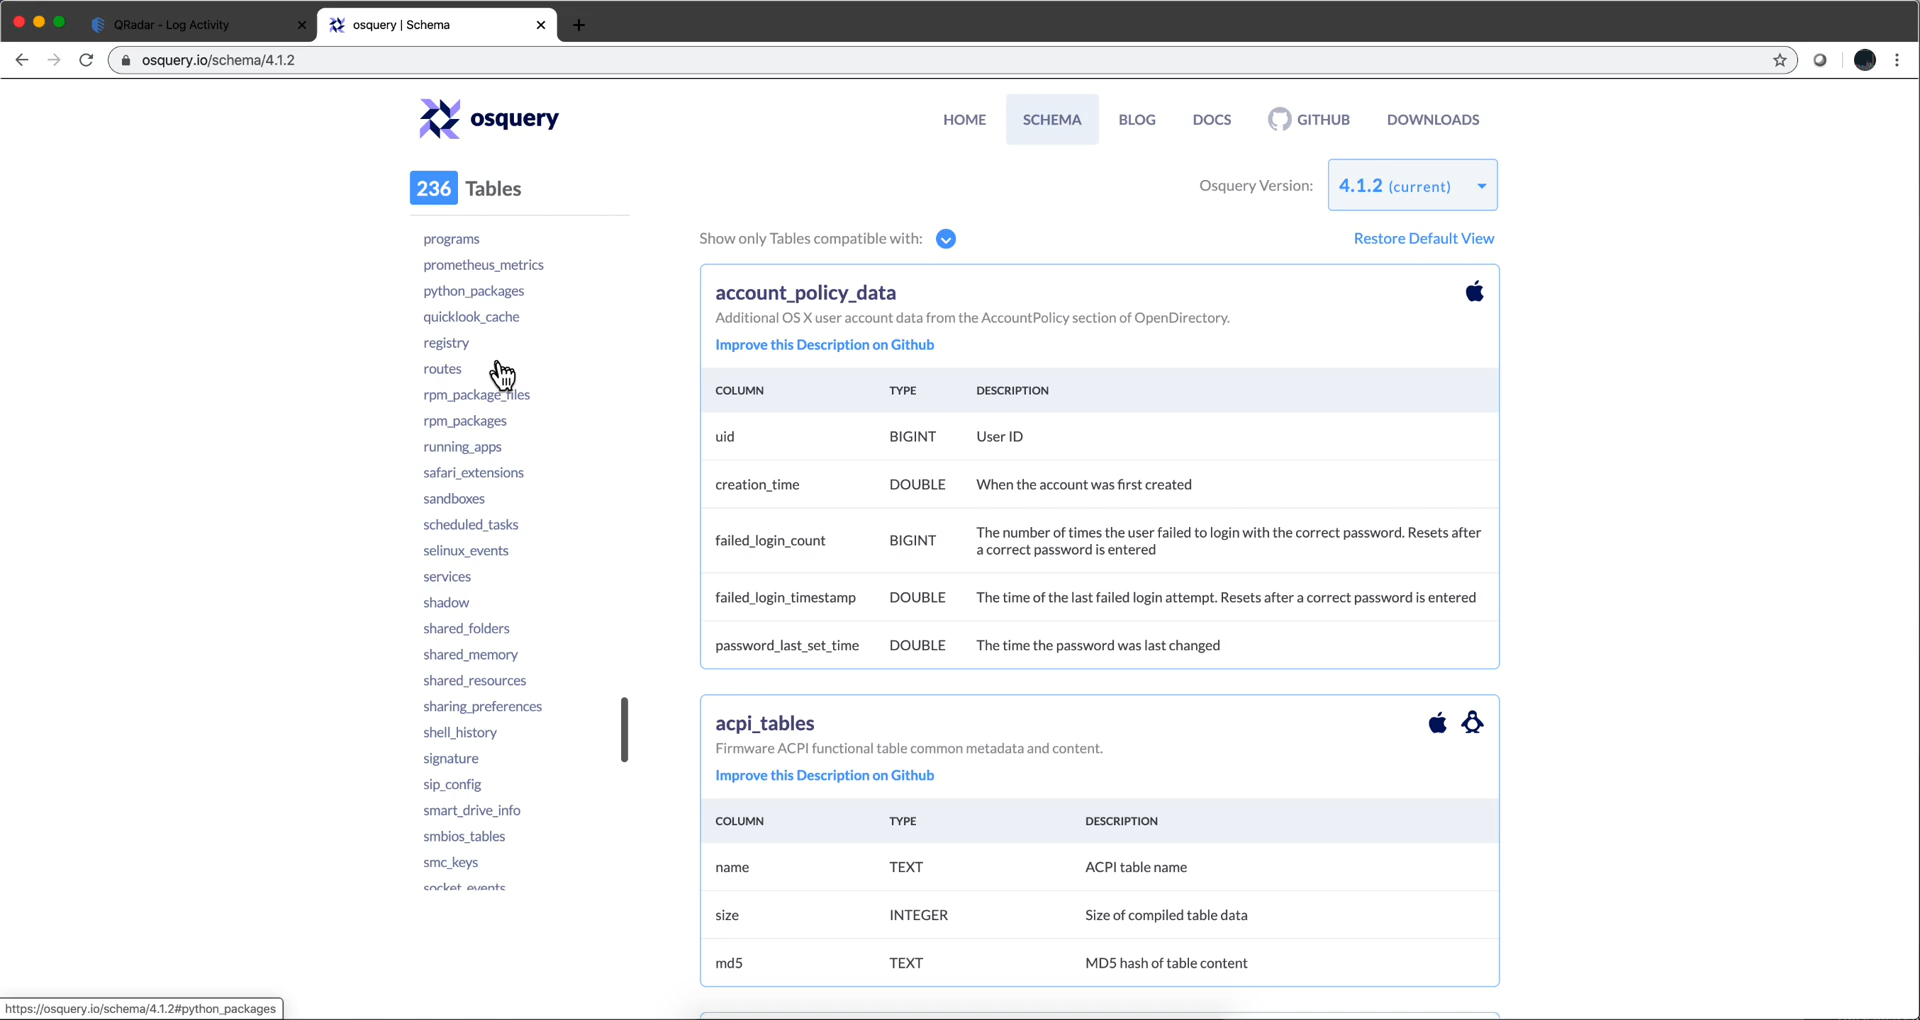 QRadar - Log Activity
osquery | Schema
osquery.io/schema/4.1.2
osquery
HOME
SCHEMA
BLOG
DOCS
GITHUB
DOWNLOADS
236 Tables
Osquery Version:
4.1.2 (current)
programs
prometheus_metrics
python_packages
quicklook_cache
registry
routes
rpm_package_files
rpm_packages
running_apps
safari_extensions
sandboxes
scheduled_tasks
selinux_events
services
shadow
shared_folders
shared_memory
shared_resources
sharing_preferences
shell_history
signature
sip_config
smart_drive_info
smbios_tables
smc_keys
socket_events
Show only Tables compatible with:
Restore Default View
account_policy_data
Additional OS X user account data from the AccountPolicy section of OpenDirectory.
Improve this Description on Github
COLUMN TYPE DESCRIPTION
uid BIGINT User ID
creation_time DOUBLE When the account was first created
failed_login_count BIGINT The number of times the user failed to login with the correct password. Resets after
a correct password is entered
failed_login_timestamp DOUBLE The time of the last failed login attempt. Resets after a correct password is entered
password_last_set_time DOUBLE The time the password was last changed
acpi_tables
Firmware ACPI functional table common metadata and content.
Improve this Description on Github
COLUMN TYPE DESCRIPTION
name TEXT ACPI table name
size INTEGER Size of compiled table data
md5 TEXT MD5 hash of table content
https://osquery.io/schema/4.1.2#python_packages